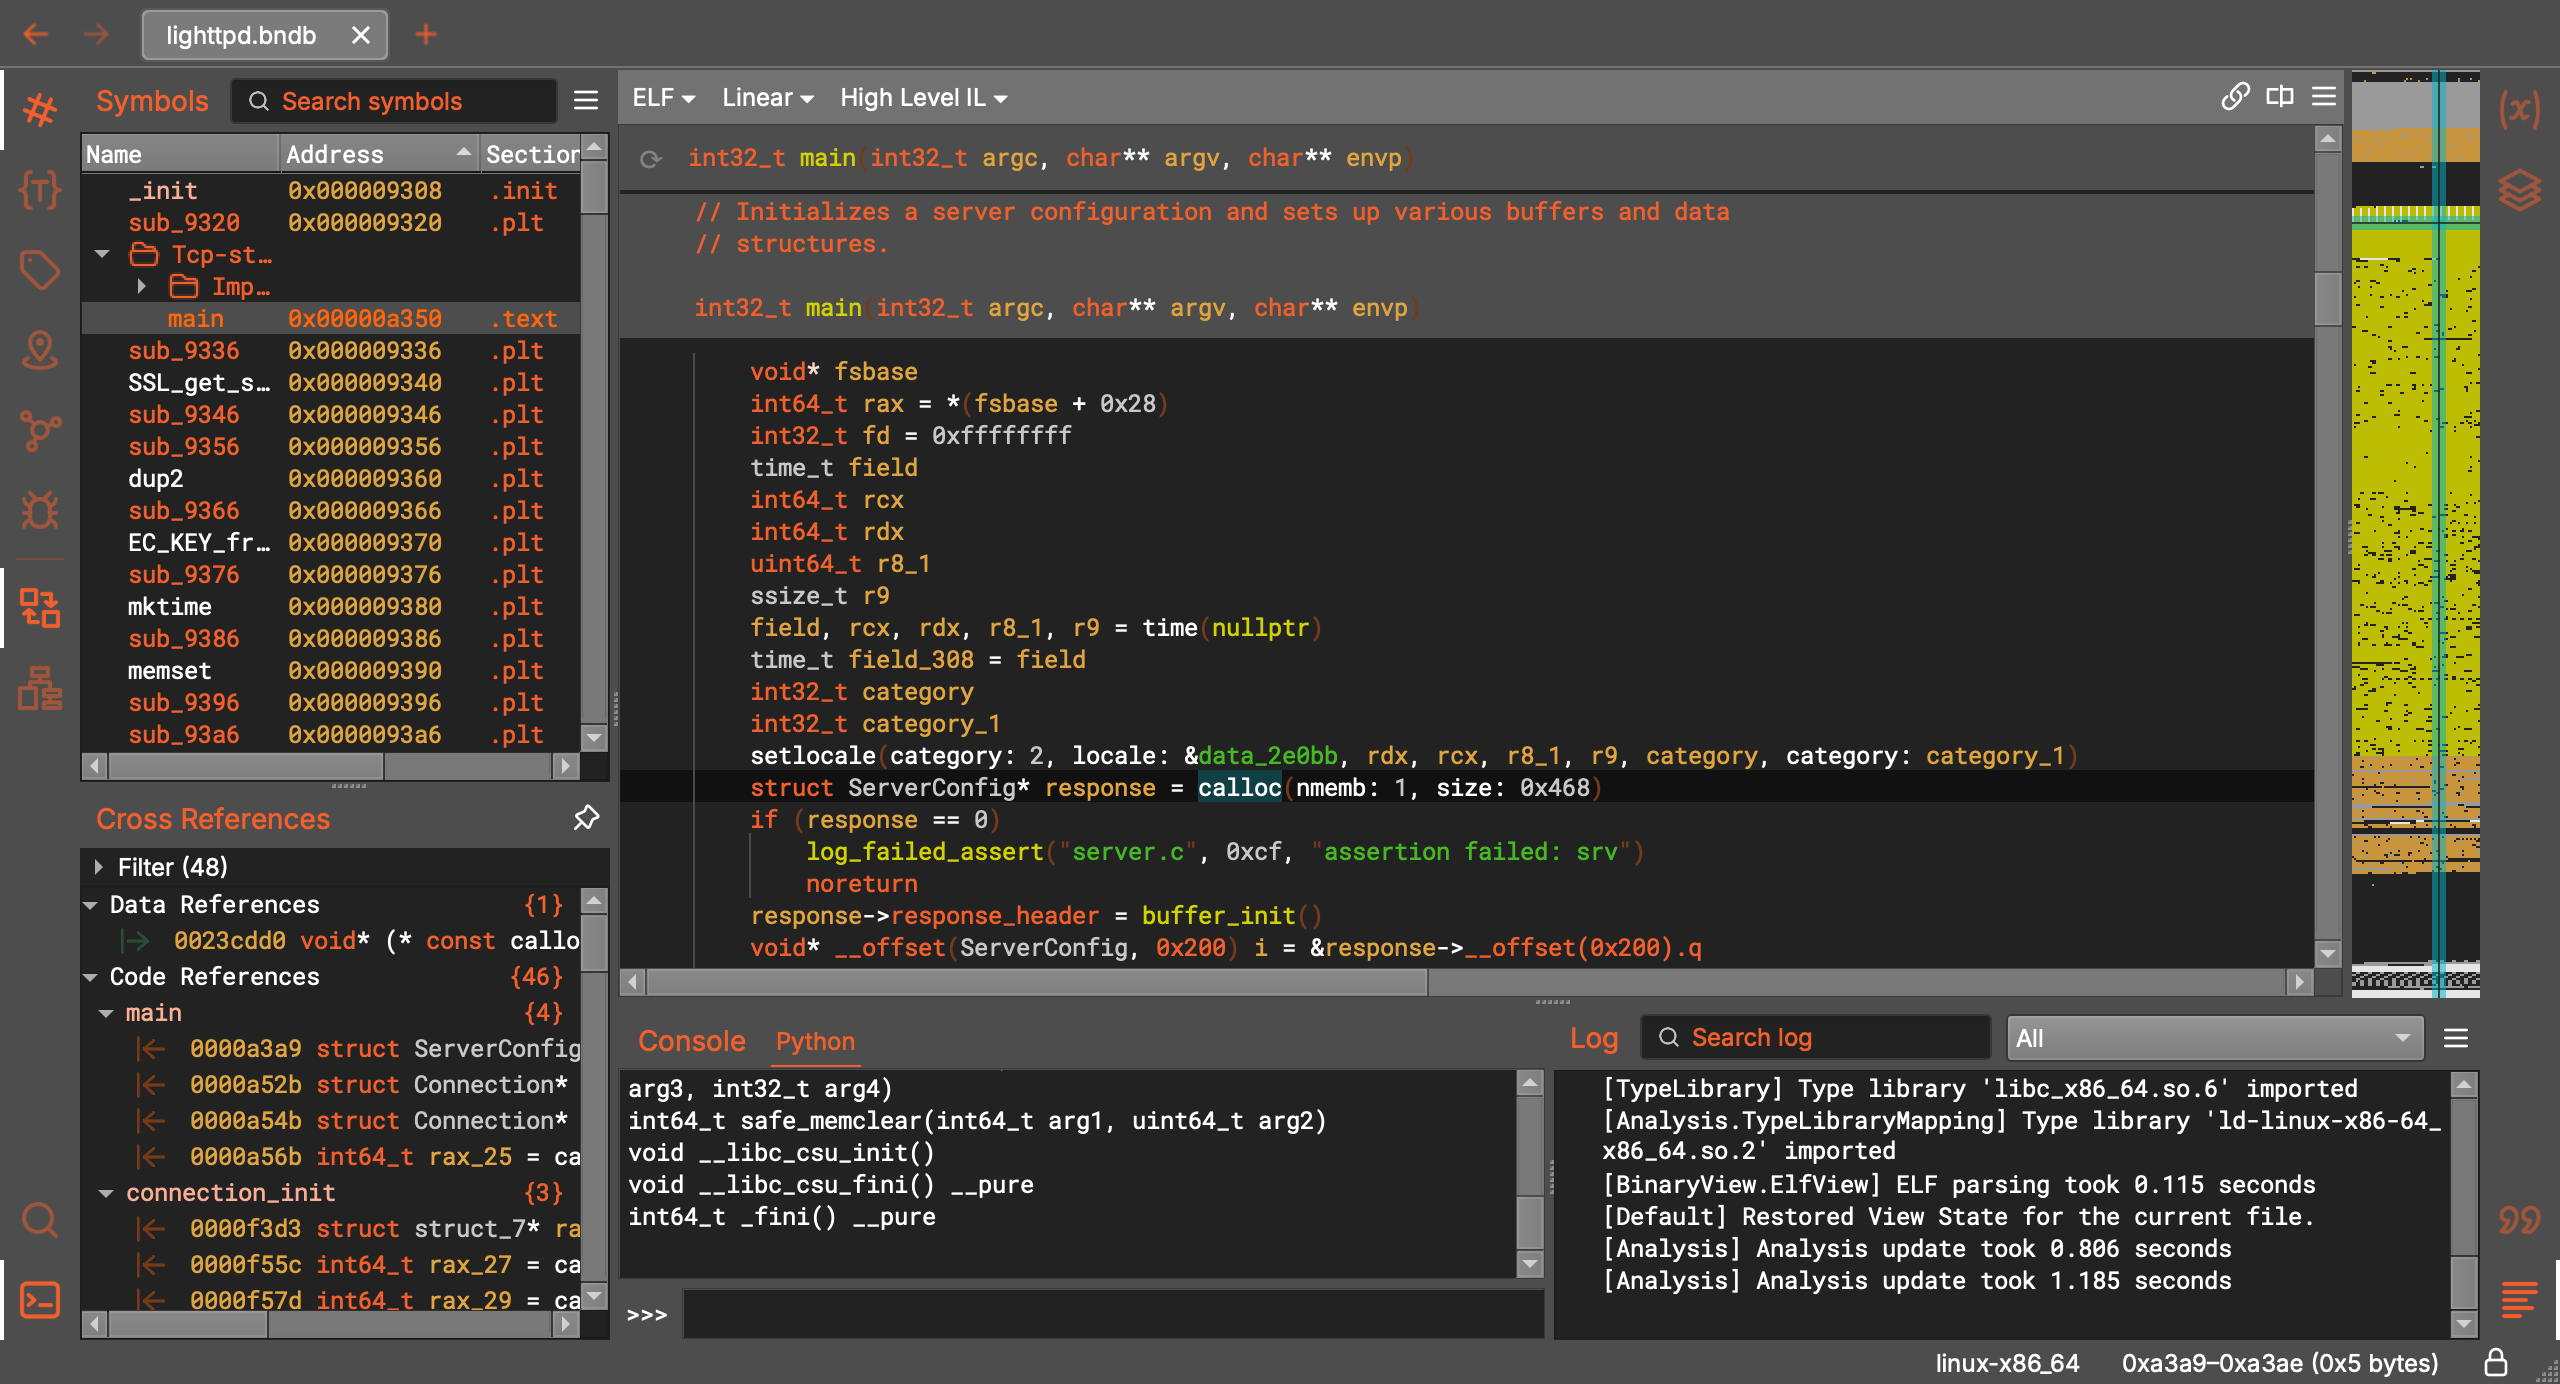 lighttpd.bndb
Symbols
Search symbols
Name Address Section
_init 0x000009308 .init
sub_9320 0x000009320 .plt
Tcp-st…
Imp…
main 0x00000a350 .text
sub_9336 0x000009336 .plt
SSL_get_s… 0x000009340 .plt
sub_9346 0x000009346 .plt
sub_9356 0x000009356 .plt
dup2 0x000009360 .plt
sub_9366 0x000009366 .plt
EC_KEY_fr… 0x000009370 .plt
sub_9376 0x000009376 .plt
mktime 0x000009380 .plt
sub_9386 0x000009386 .plt
memset 0x000009390 .plt
sub_9396 0x000009396 .plt
sub_93a6 0x0000093a6 .plt
Cross References
Filter (48)
Data References {1}
0023cdd0 void* (* const callo
Code References {46}
main {4}
0000a3a9 struct ServerConfig
0000a52b struct Connection*
0000a54b struct Connection*
0000a56b int64_t rax_25 = ca
connection_init {3}
0000f3d3 struct struct_7* ra
0000f55c int64_t rax_27 = ca
0000f57d int64_t rax_29 = ca
ELF Linear High Level IL
int32_t main(int32_t argc, char** argv, char** envp)
// Initializes a server configuration and sets up various buffers and data
// structures.
int32_t main(int32_t argc, char** argv, char** envp)
void* fsbase
int64_t rax = *(fsbase + 0x28)
int32_t fd = 0xffffffff
time_t field
int64_t rcx
int64_t rdx
uint64_t r8_1
ssize_t r9
field, rcx, rdx, r8_1, r9 = time(nullptr)
time_t field_308 = field
int32_t category
int32_t category_1
setlocale(category: 2, locale: &data_2e0bb, rdx, rcx, r8_1, r9, category, category: category_1)
struct ServerConfig* response = calloc(nmemb: 1, size: 0x468)
if (response == 0)
log_failed_assert("server.c", 0xcf, "assertion failed: srv")
noreturn
response->response_header = buffer_init()
void* __offset(ServerConfig, 0x200) i = &response->__offset(0x200).q
Console Python
arg3, int32_t arg4)
int64_t safe_memclear(int64_t arg1, uint64_t arg2)
void __libc_csu_init()
void __libc_csu_fini() __pure
int64_t _fini() __pure
>>>
Log
Search log
All
[TypeLibrary] Type library 'libc_x86_64.so.6' imported
[Analysis.TypeLibraryMapping] Type library 'ld-linux-x86-64_
x86_64.so.2' imported
[BinaryView.ElfView] ELF parsing took 0.115 seconds
[Default] Restored View State for the current file.
[Analysis] Analysis update took 0.806 seconds
[Analysis] Analysis update took 1.185 seconds
linux-x86_64 0xa3a9–0xa3ae (0x5 bytes)